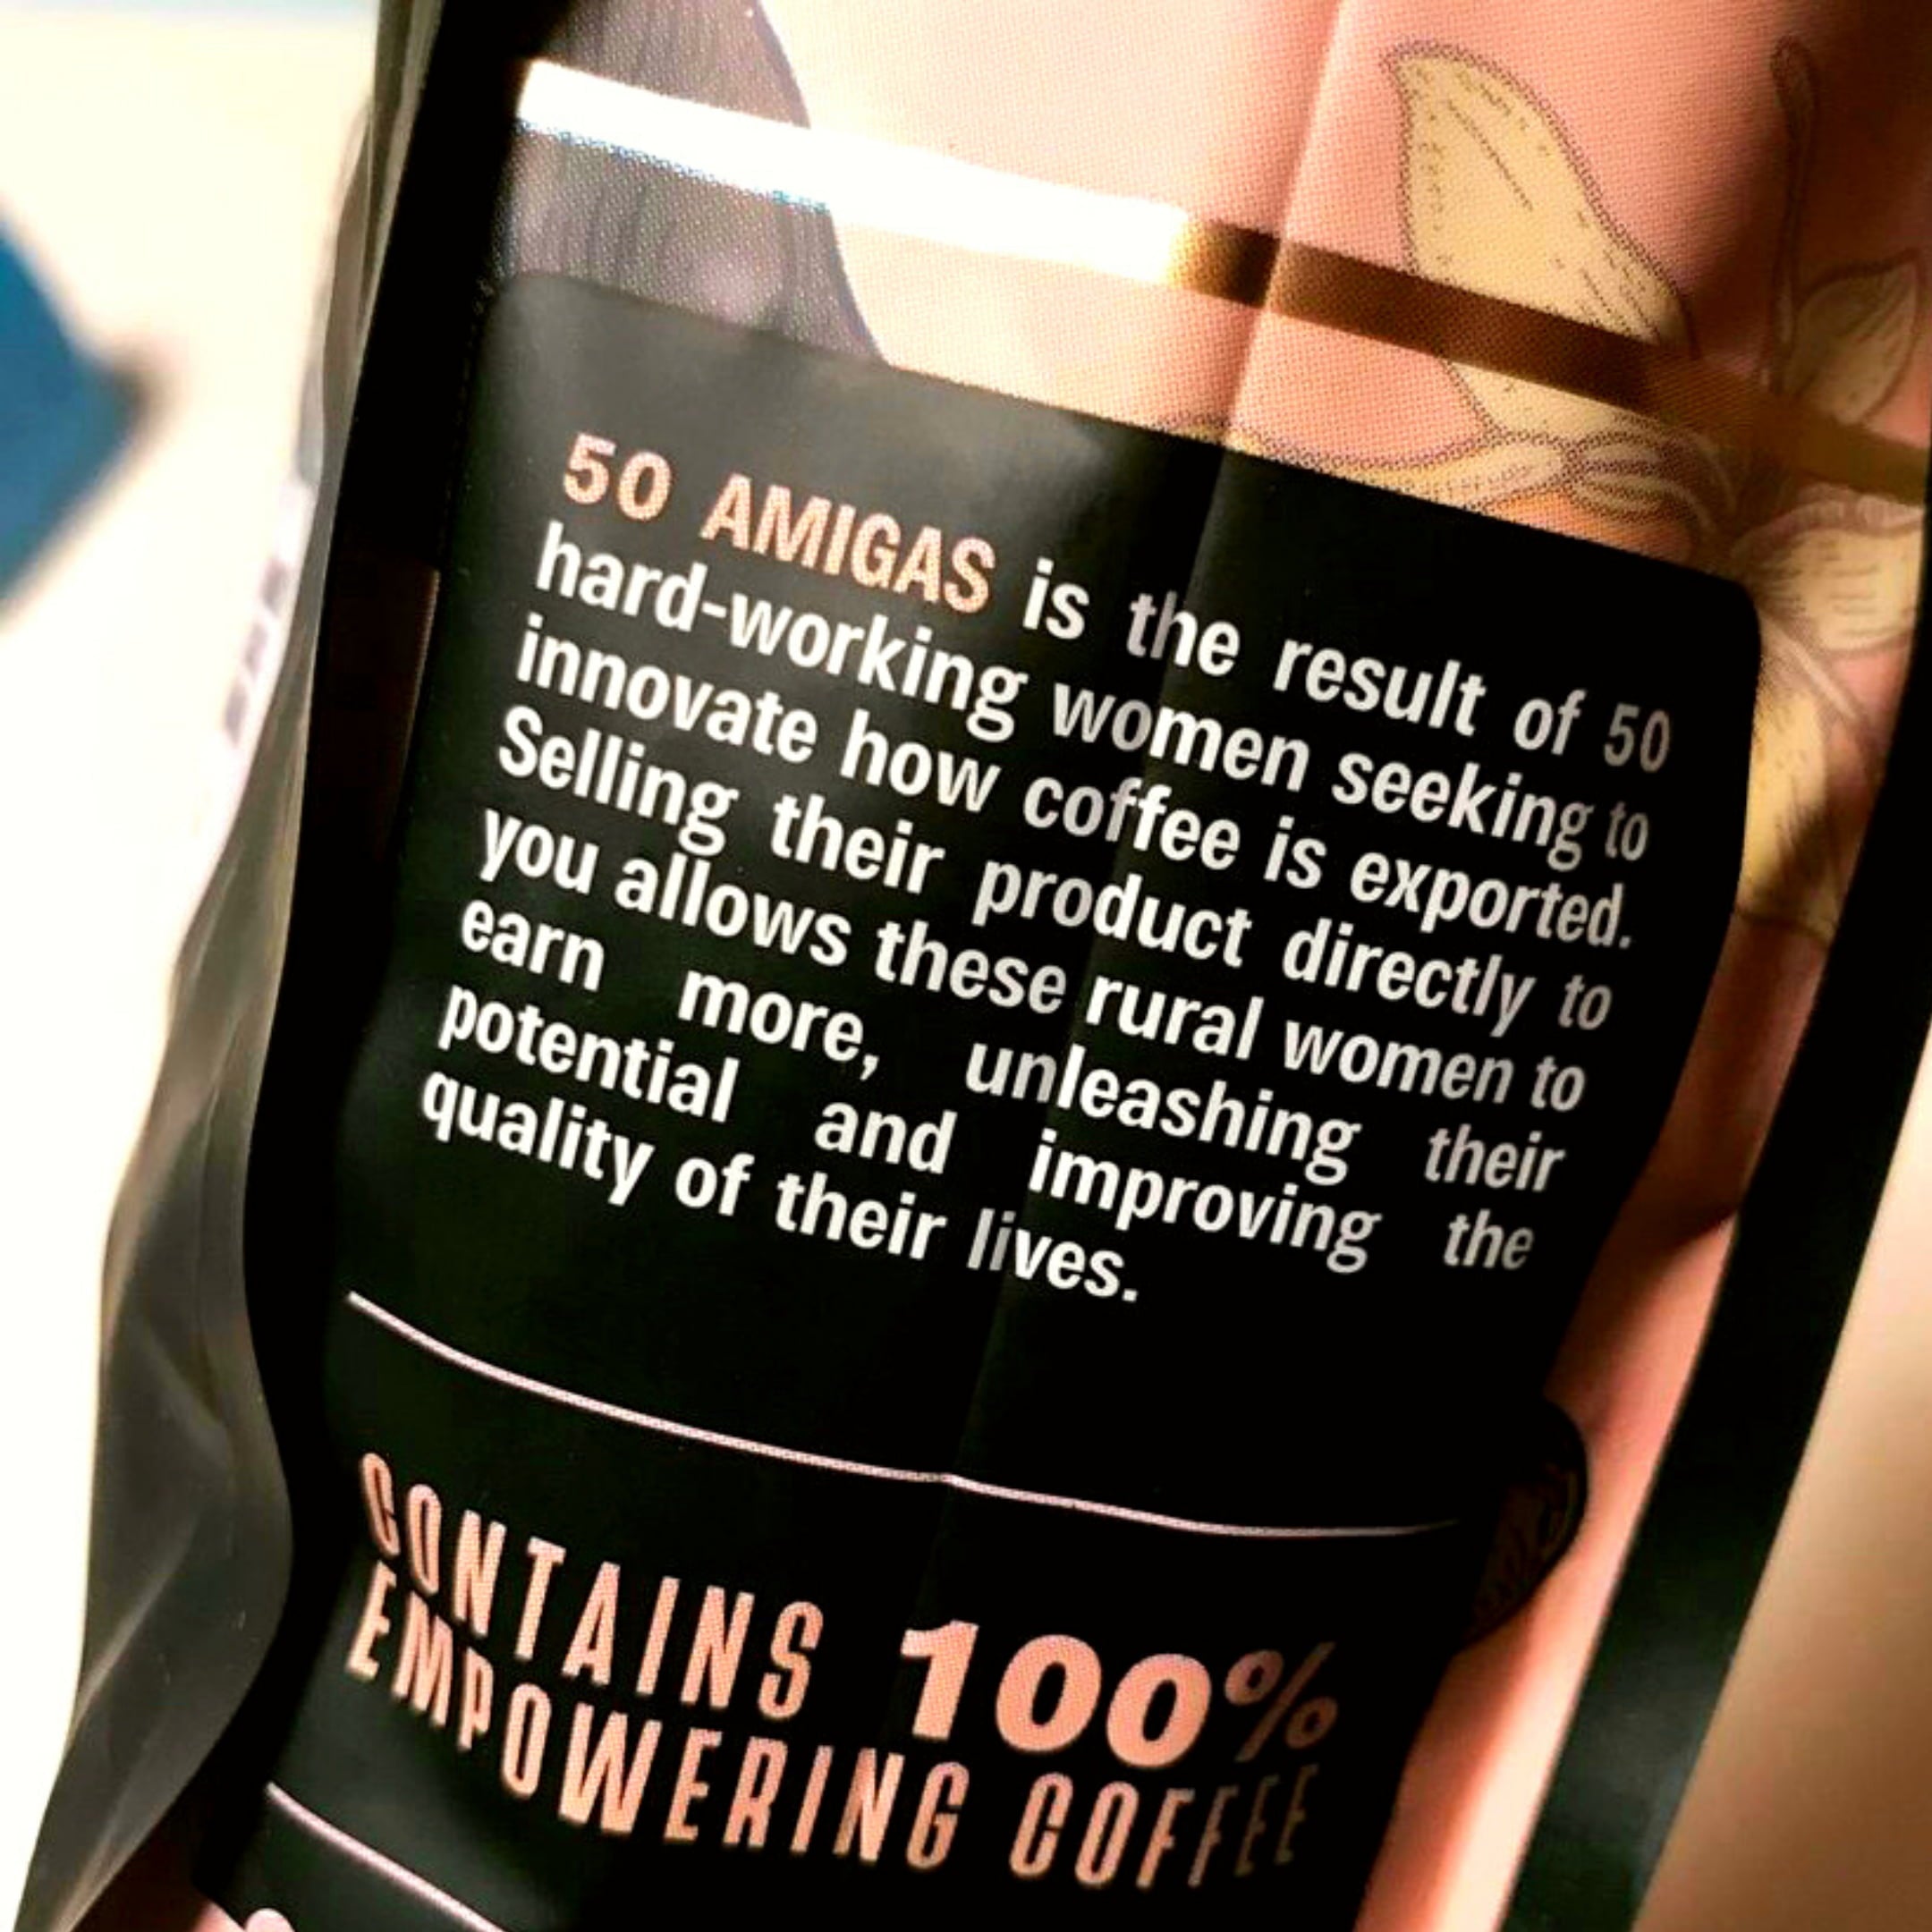 50 AMIGAS is the result of 50
hard-working women seeking to
innovate how coffee is exported.
Selling their product directly to
you allows these rural women to
earn more, unleashing their
potential and improving the
quality of their lives.
CONTAINS 100%
EMPOWERING COFFEE